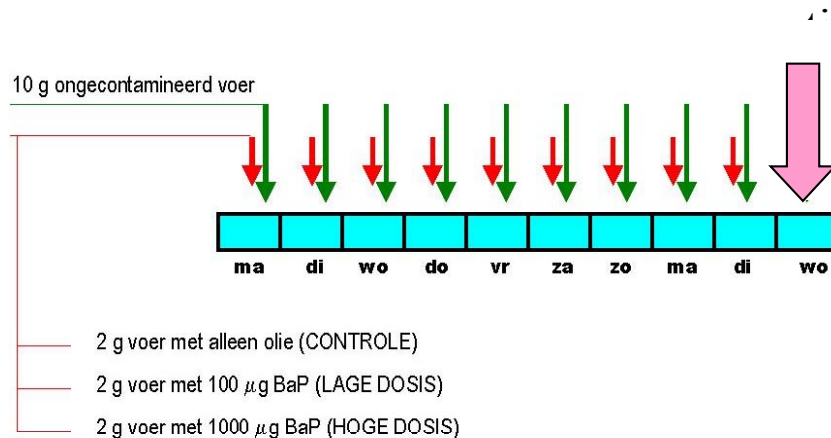 10 g ongecontamineerd voer
ma di wo do vr za zo ma di wo
2 g voer met alleen olie (CONTROLE)
2 g voer met 100 μg BaP (LAGE DOSIS)
2 g voer met 1000 μg BaP (HOGE DOSIS)